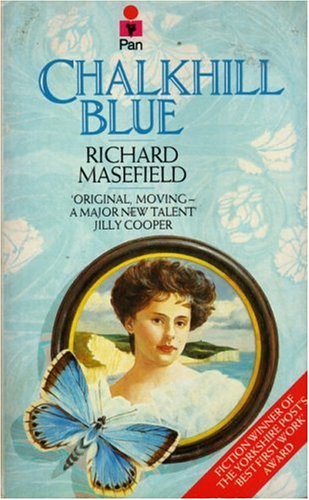 Pan
CHALKHILL
BLUE
RICHARD
MASEFIELD
'ORIGINAL, MOVING–
A MAJOR NEW TALENT'
JILLY COOPER
FICTION WINNER OF
THE YORKSHIRE POST'S
BEST FIRST WORK
AWARD